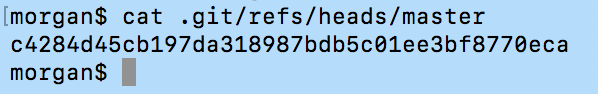 [morgan$ cat .git/refs/heads/master
c4284d45cb197da318987bdb5c01ee3bf8770eca
morgan$